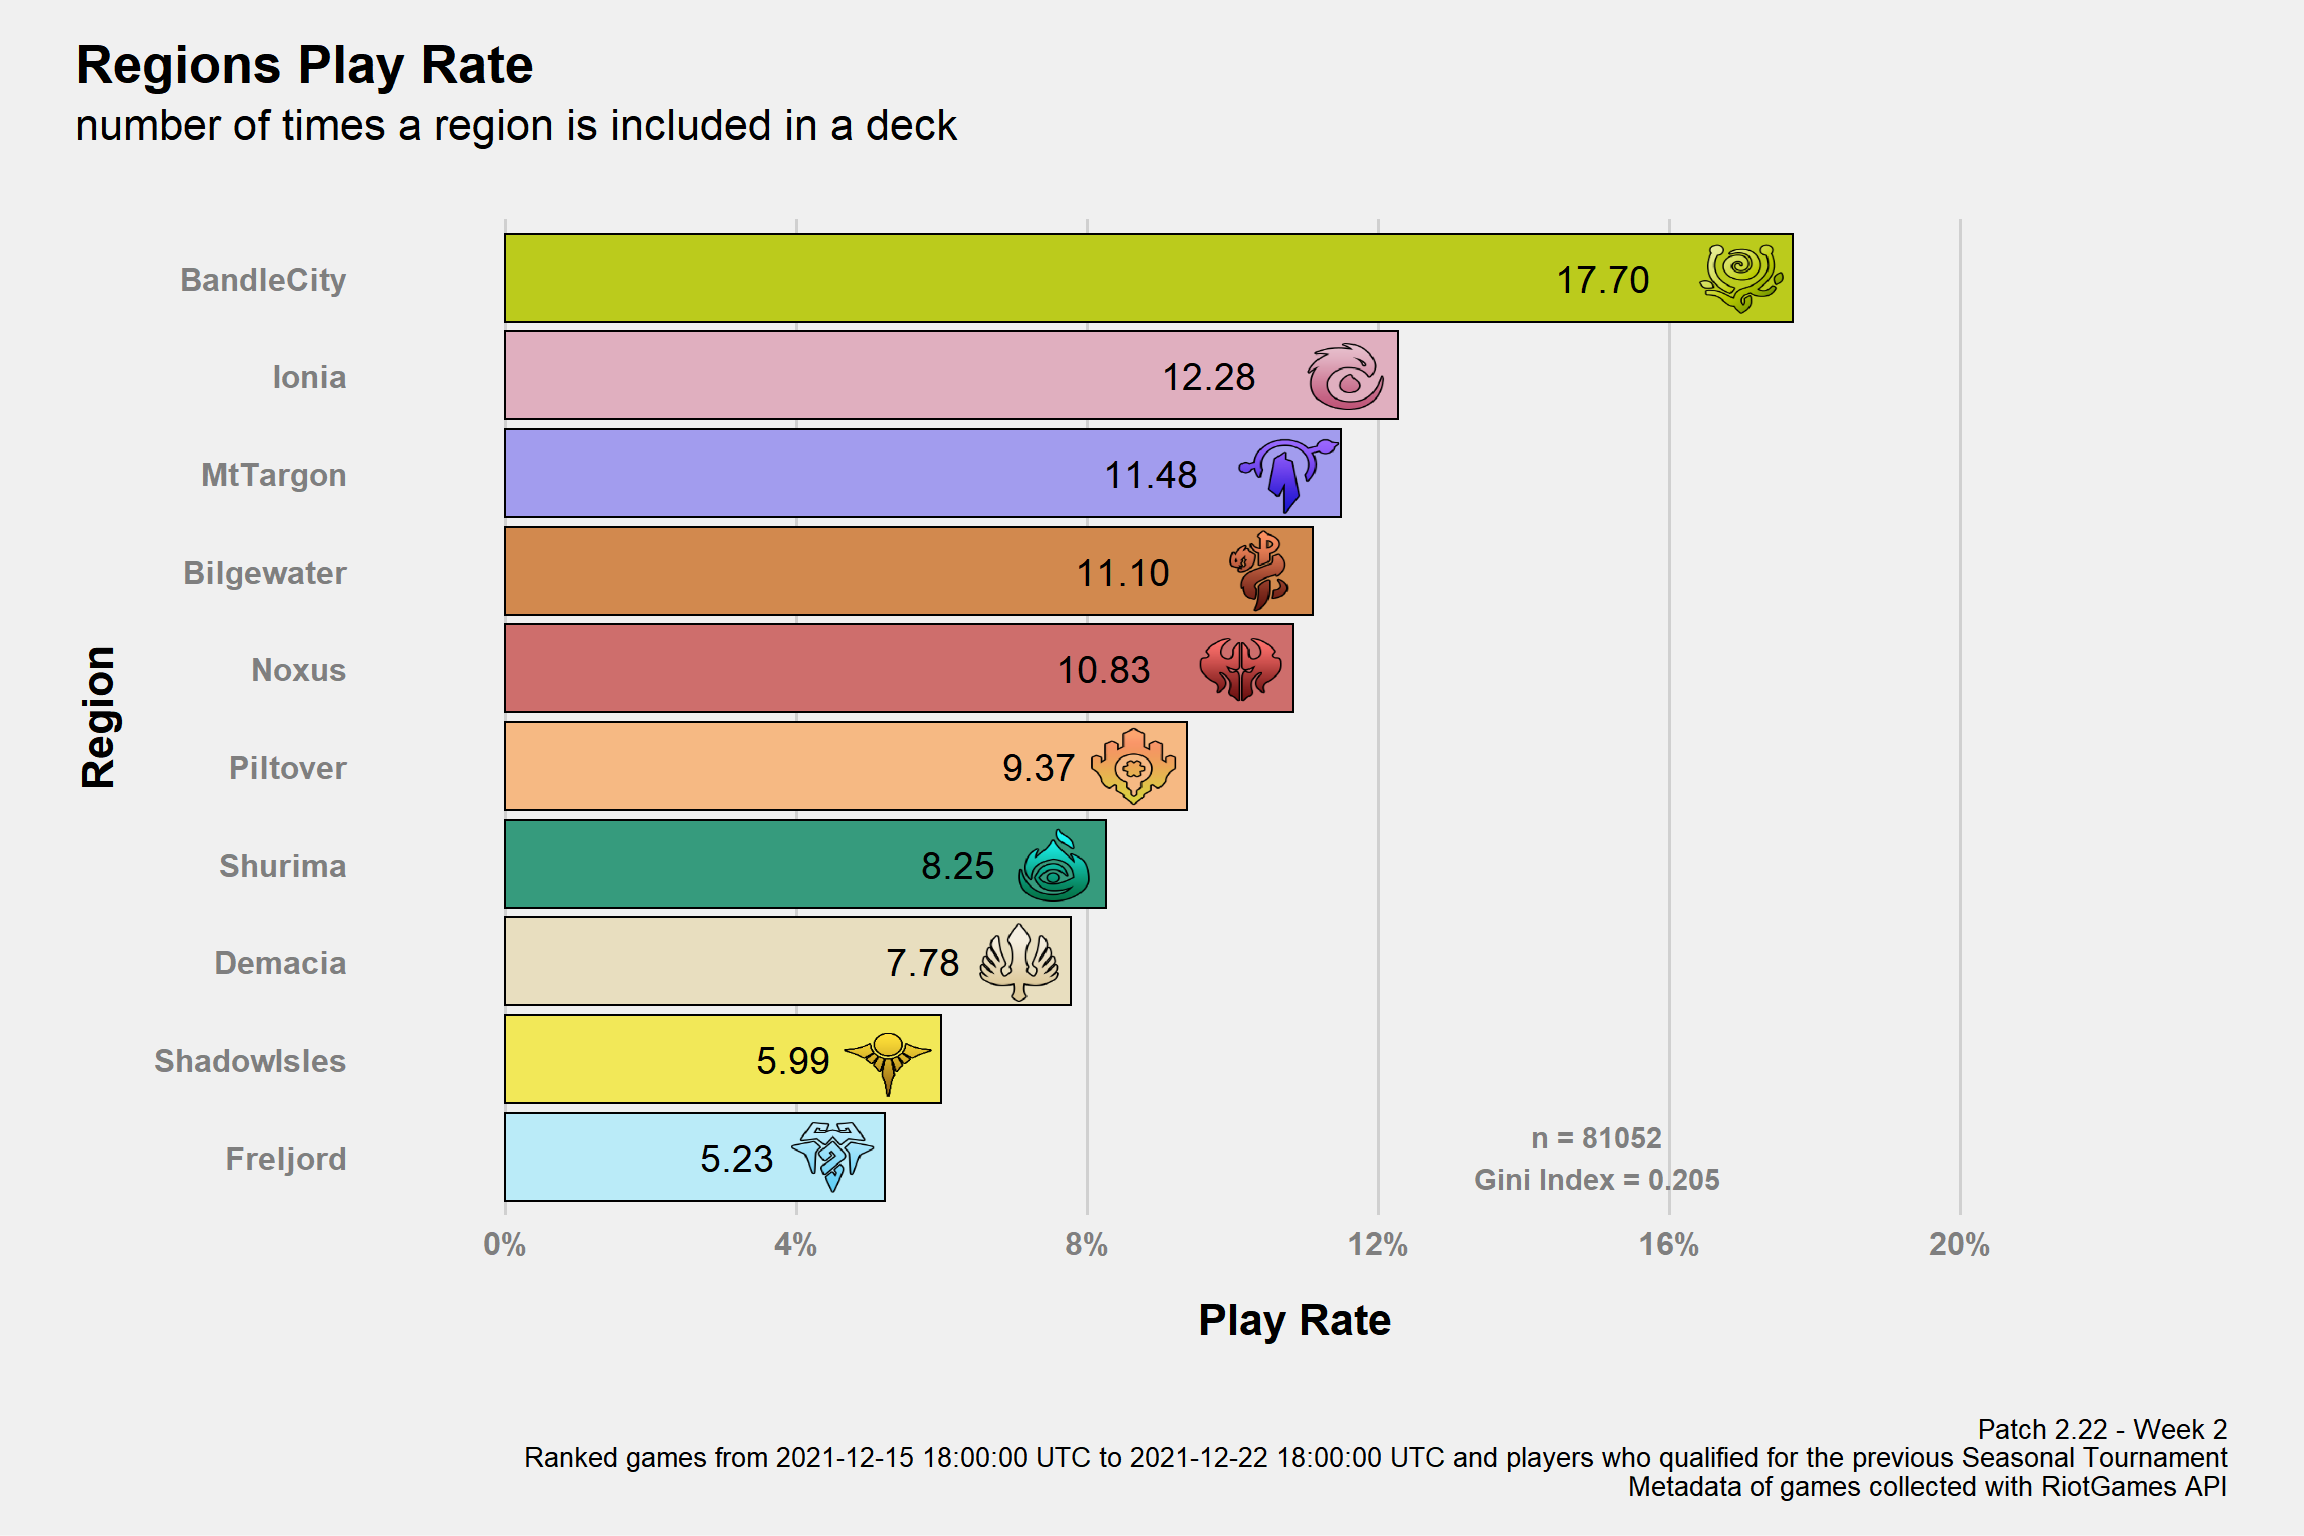 Regions Play Rate
number of times a region is included in a deck
Region
BandleCity 17.70
Ionia 12.28
MtTargon 11.48
Bilgewater 11.10
Noxus 10.83
Piltover 9.37
Shurima 8.25
Demacia 7.78
ShadowIsles 5.99
Freljord 5.23
n = 81052
Gini Index = 0.205
0% 4% 8% 12% 16% 20%
Play Rate
Patch 2.22 - Week 2
Ranked games from 2021-12-15 18:00:00 UTC to 2021-12-22 18:00:00 UTC and players who qualified for the previous Seasonal Tournament
Metadata of games collected with RiotGames API